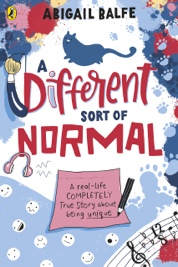 ABIGAIL BALFE
A
Different
SORT OF
NORMAL
A real-life
COMPLETELY
True Story about
being unique